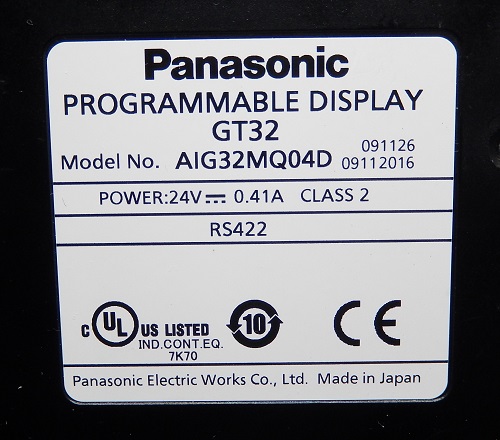 Panasonic
PROGRAMMABLE DISPLAY
GT32
Model No. AIG32MQ04D 091126
09112016
POWER:24V⎓ 0.41A CLASS 2
RS422
C UL US LISTED
IND.CONT.EQ.
7K70
10
CE
Panasonic Electric Works Co., Ltd. Made in Japan